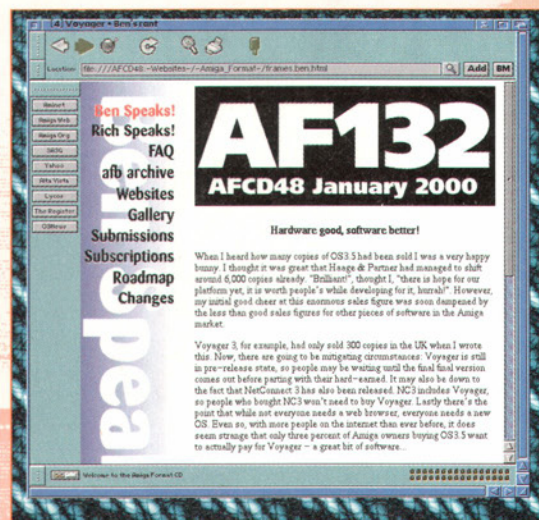 [4] Voyager • Ben's rant
Location file:///AFCD48:-Websites-/-Amiga_Format-/frames.ben.html
Add
BM
Aminet
Amiga Web
Amiga Org
Yahoo
Alta Vista
Lycos
The Register
OSNews
Ben Speaks!
Rich Speaks!
FAQ
afb archive
Websites
Gallery
Submissions
Subscriptions
Roadmap
Changes
Ben Speaks
AF132
AFCD48 January 2000
Hardware good, software better!
When I heard how many copies of OS3.5 had been sold I was a very happy
bunny. I thought it was great that Haage & Partner had managed to shift
around 6,000 copies already. "Brilliant!", thought I, "there is hope for our
platform yet, it is worth people's while developing for it, hurrah!". However,
my initial good cheer at this enormous sales figure was soon dampened by
the less than good sales figures for other pieces of software in the Amiga
market.
Voyager 3, for example, had only sold 300 copies in the UK when I wrote
this. Now, there are going to be mitigating circumstances: Voyager is still
in pre-release state, so people may be waiting until the final final version
comes out before parting with their hard-earned. It may also be down to
the fact that NetConnect 3 has also been released. NC3 includes Voyager,
so people who bought NC3 won't need to buy Voyager. Lastly there's the
point that while not everyone needs a web browser, everyone needs a new
OS. Even so, with more people on the internet than ever before, it does
seem strange that only three percent of Amiga owners buying OS3.5 want
to actually pay for Voyager - a great bit of software...
Welcome to the Amiga Format CD